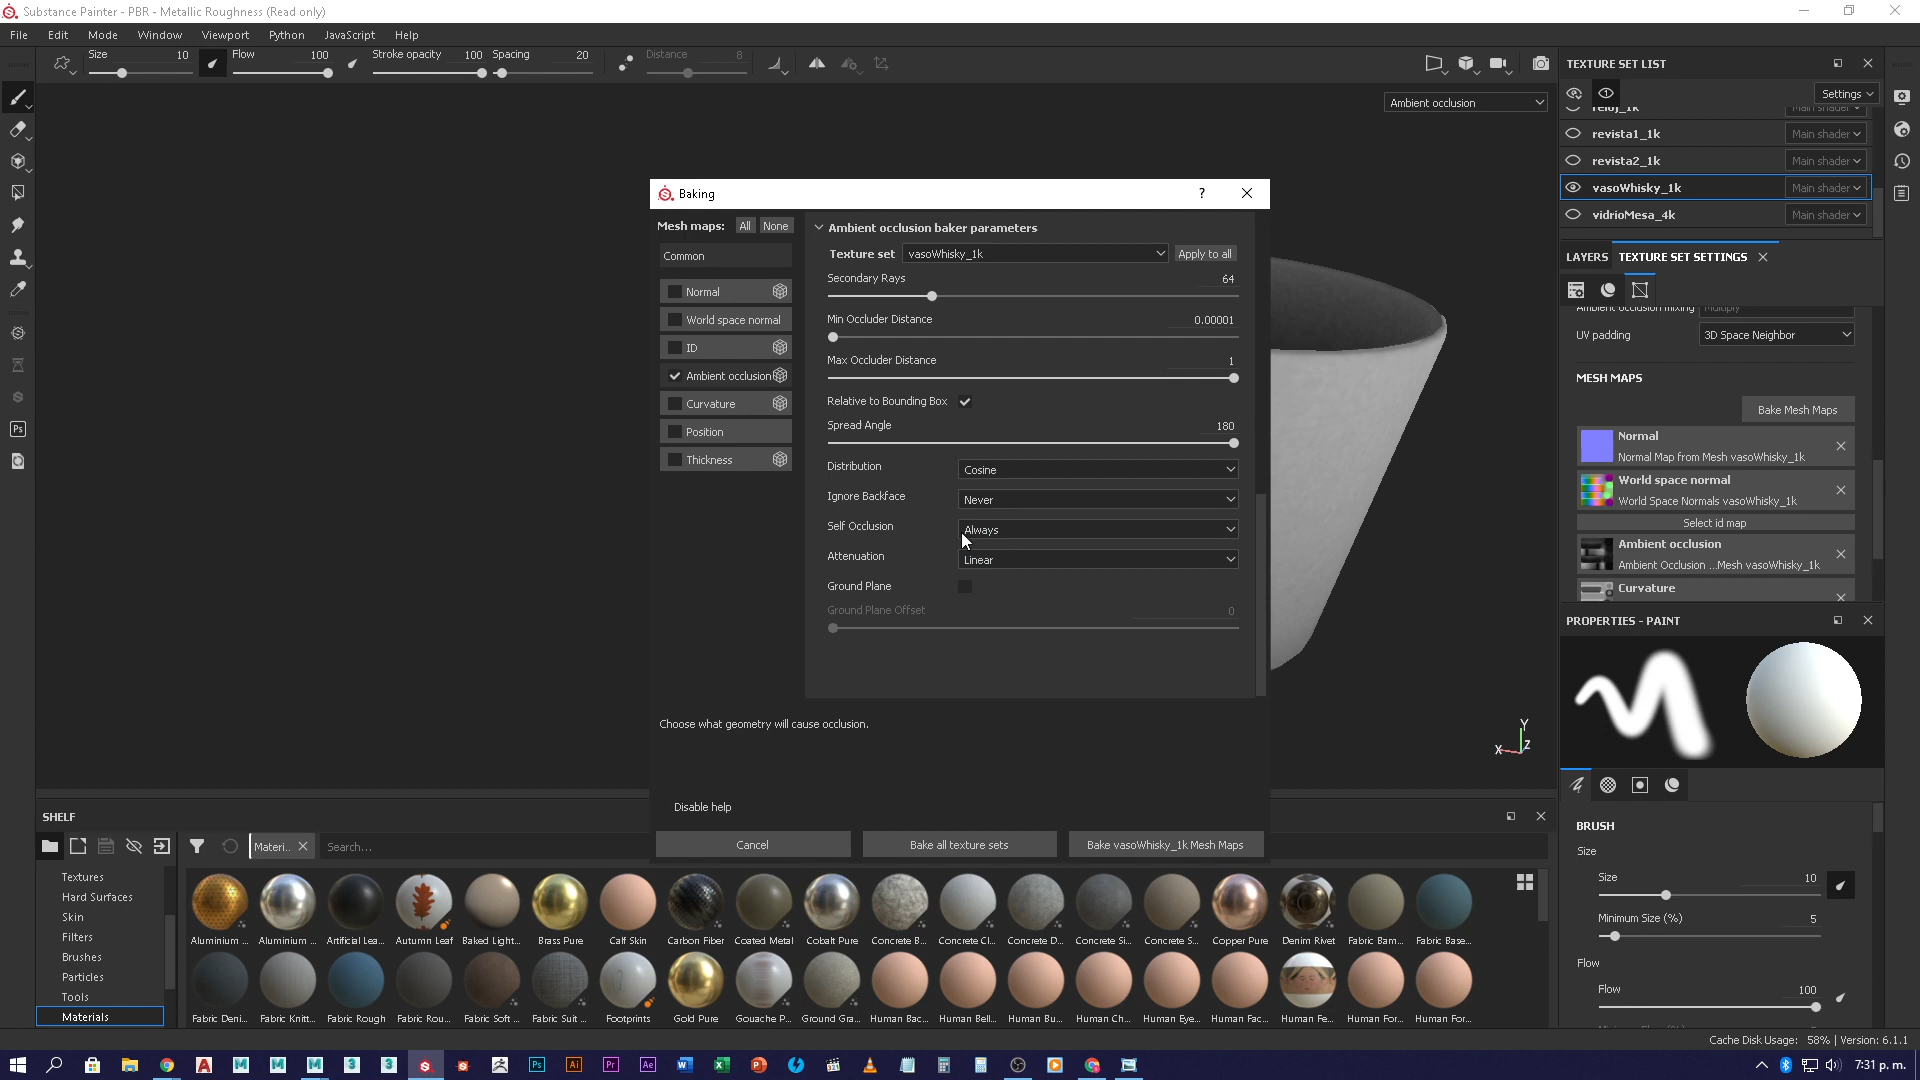 Substance Painter - PBR - Metallic Roughness (Read only)
File Edit Mode Window Viewport Python JavaScript Help
Size 10 Flow 100 Stroke opacity 100 Spacing 20 Distance 8
Ambient occlusion
TEXTURE SET LIST
Settings
reloj_1k Main shader
revista1_1k Main shader
revista2_1k Main shader
vasoWhisky_1k Main shader
vidrioMesa_4k Main shader
LAYERS TEXTURE SET SETTINGS
Ambient occlusion mixing Multiply
UV padding 3D Space Neighbor
MESH MAPS
Bake Mesh Maps
Normal
Normal Map from Mesh vasoWhisky_1k
World space normal
World Space Normals vasoWhisky_1k
Select id map
Ambient occlusion
Ambient Occlusion ...Mesh vasoWhisky_1k
Curvature
PROPERTIES - PAINT
BRUSH
Size
Size 10
Minimum Size (%) 5
Flow
Flow 100
Baking
?
Mesh maps: All None
Common
Normal
World space normal
ID
Ambient occlusion
Curvature
Position
Thickness
Ambient occlusion baker parameters
Texture set vasoWhisky_1k Apply to all
Secondary Rays 64
Min Occluder Distance 0.00001
Max Occluder Distance 1
Relative to Bounding Box
Spread Angle 180
Distribution Cosine
Ignore Backface Never
Self Occlusion Always
Attenuation Linear
Ground Plane
Ground Plane Offset 0
Choose what geometry will cause occlusion.
Disable help
Cancel Bake all texture sets Bake vasoWhisky_1k Mesh Maps
Y
X Z
SHELF
Materi.. Search...
Textures
Hard Surfaces
Skin
Filters
Brushes
Particles
Tools
Materials
Aluminium ... Aluminium ... Artificial Lea... Autumn Leaf Baked Light... Brass Pure Calf Skin Carbon Fiber Coated Metal Cobalt Pure Concrete B... Concrete Cl... Concrete D... Concrete Si... Concrete S... Copper Pure Denim Rivet Fabric Bam... Fabric Base...
Fabric Deni... Fabric Knitt... Fabric Rough Fabric Rou... Fabric Soft ... Fabric Suit ... Footprints Gold Pure Gouache P... Ground Gra... Human Bac... Human Bell... Human Bu... Human Ch... Human Eye... Human Fac... Human Fe... Human For... Human For...
Cache Disk Usage: 58% | Version: 6.1.1
7:31 p. m.